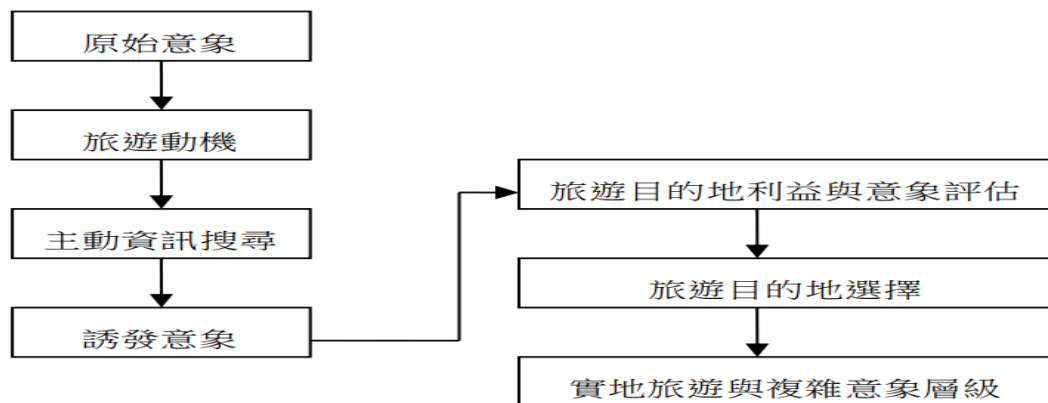 原始意象
旅遊動機
主動資訊搜尋
誘發意象
旅遊目的地利益與意象評估
旅遊目的地選擇
實地旅遊與複雜意象層級